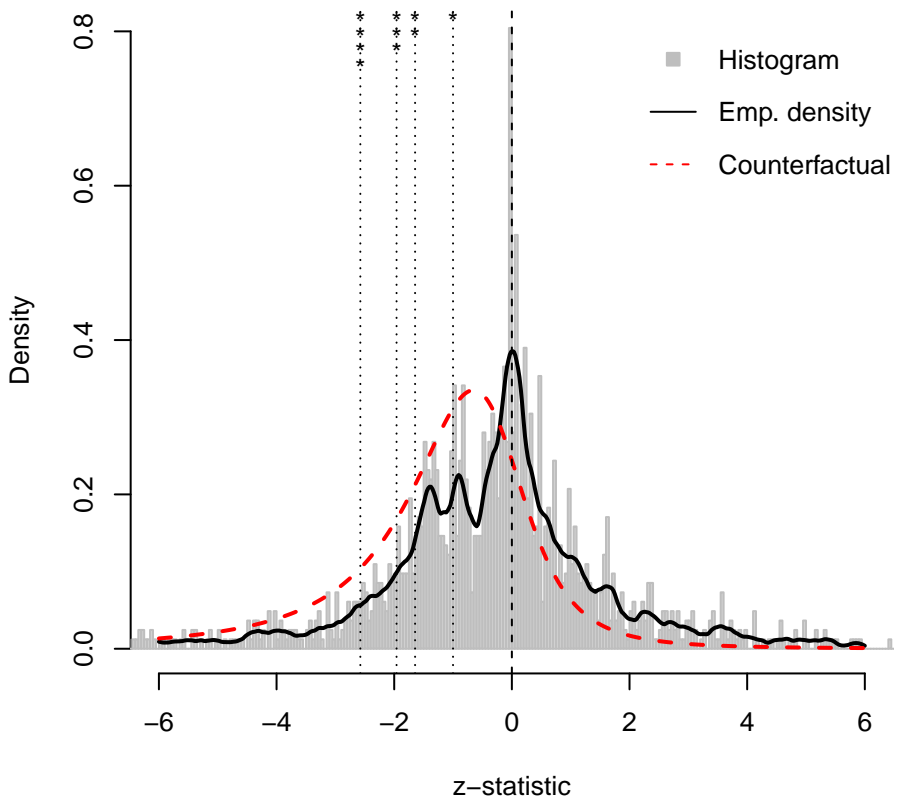 * * * *
* * *
* *
*
Histogram
Emp. density
Counterfactual
Density
0.8
0.6
0.4
0.2
0.0
−6 −4 −2 0 2 4 6
z−statistic